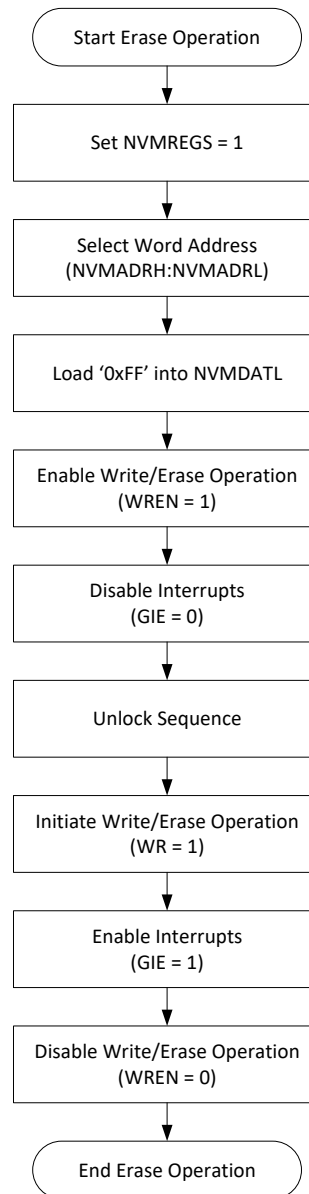 Start Erase Operation
Set NVMREGS = 1
Select Word Address
(NVMADRH:NVMADRL)
Load ‘0xFF’ into NVMDATL
Enable Write/Erase Operation
(WREN = 1)
Disable Interrupts
(GIE = 0)
Unlock Sequence
Initiate Write/Erase Operation
(WR = 1)
Enable Interrupts
(GIE = 1)
Disable Write/Erase Operation
(WREN = 0)
End Erase Operation